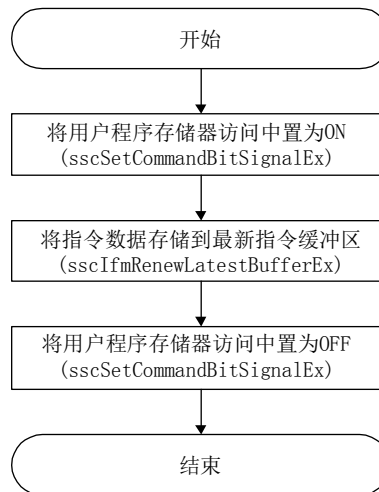 开始
将用户程序存储器访问中置为ON
(sscSetCommandBitSignalEx)
将指令数据存储到最新指令缓冲区
(sscIfmRenewLatestBufferEx)
将用户程序存储器访问中置为OFF
(sscSetCommandBitSignalEx)
结束